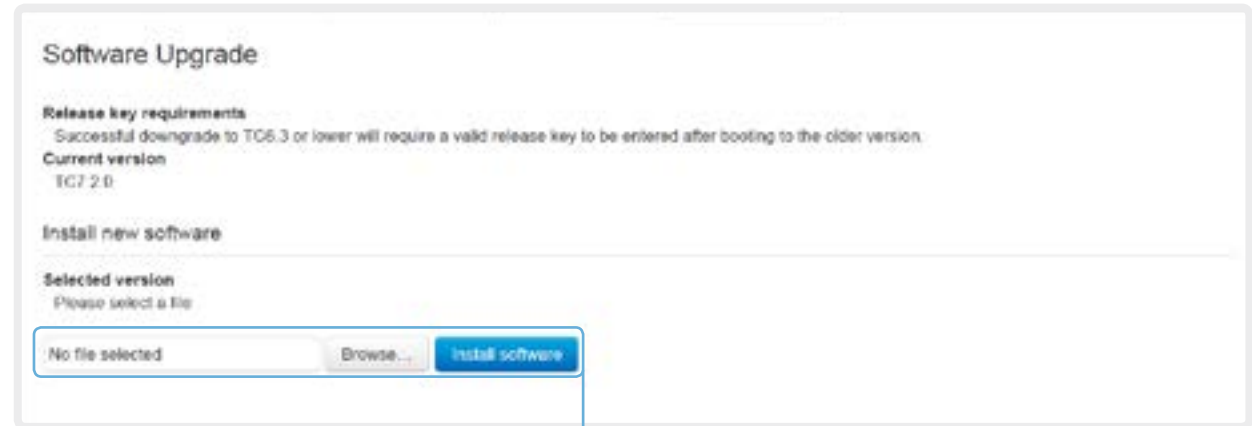 Software Upgrade
Release key requirements
Successful downgrade to TC6.3 or lower will require a valid release key to be entered after booting to the older version.
Current version
TC7.2.0
Install new software
Selected version
Please select a file
No file selected Browse... Install software